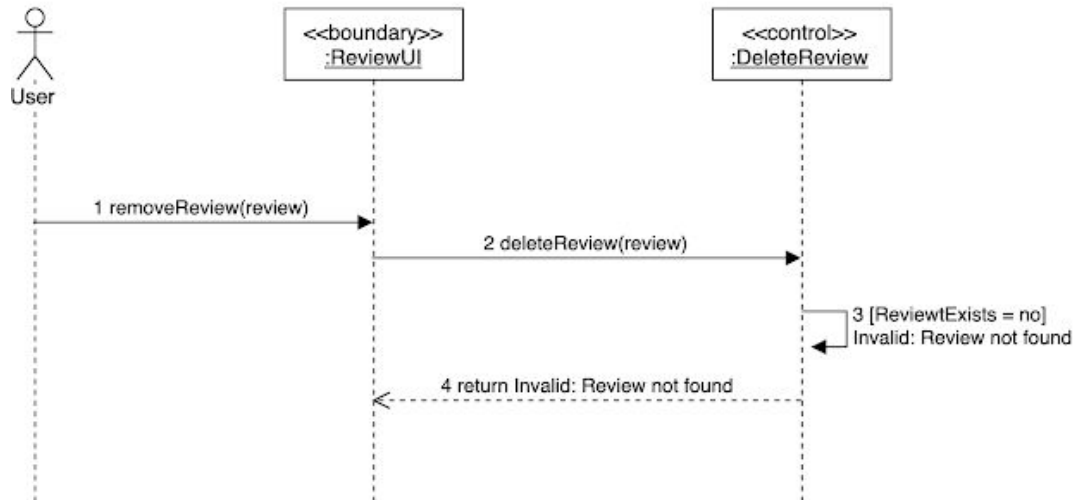 <<boundary>>
:ReviewUI
<<control>>
:DeleteReview
User
1 removeReview(review)
2 deleteReview(review)
3 [ReviewtExists = no]
Invalid: Review not found
4 return Invalid: Review not found